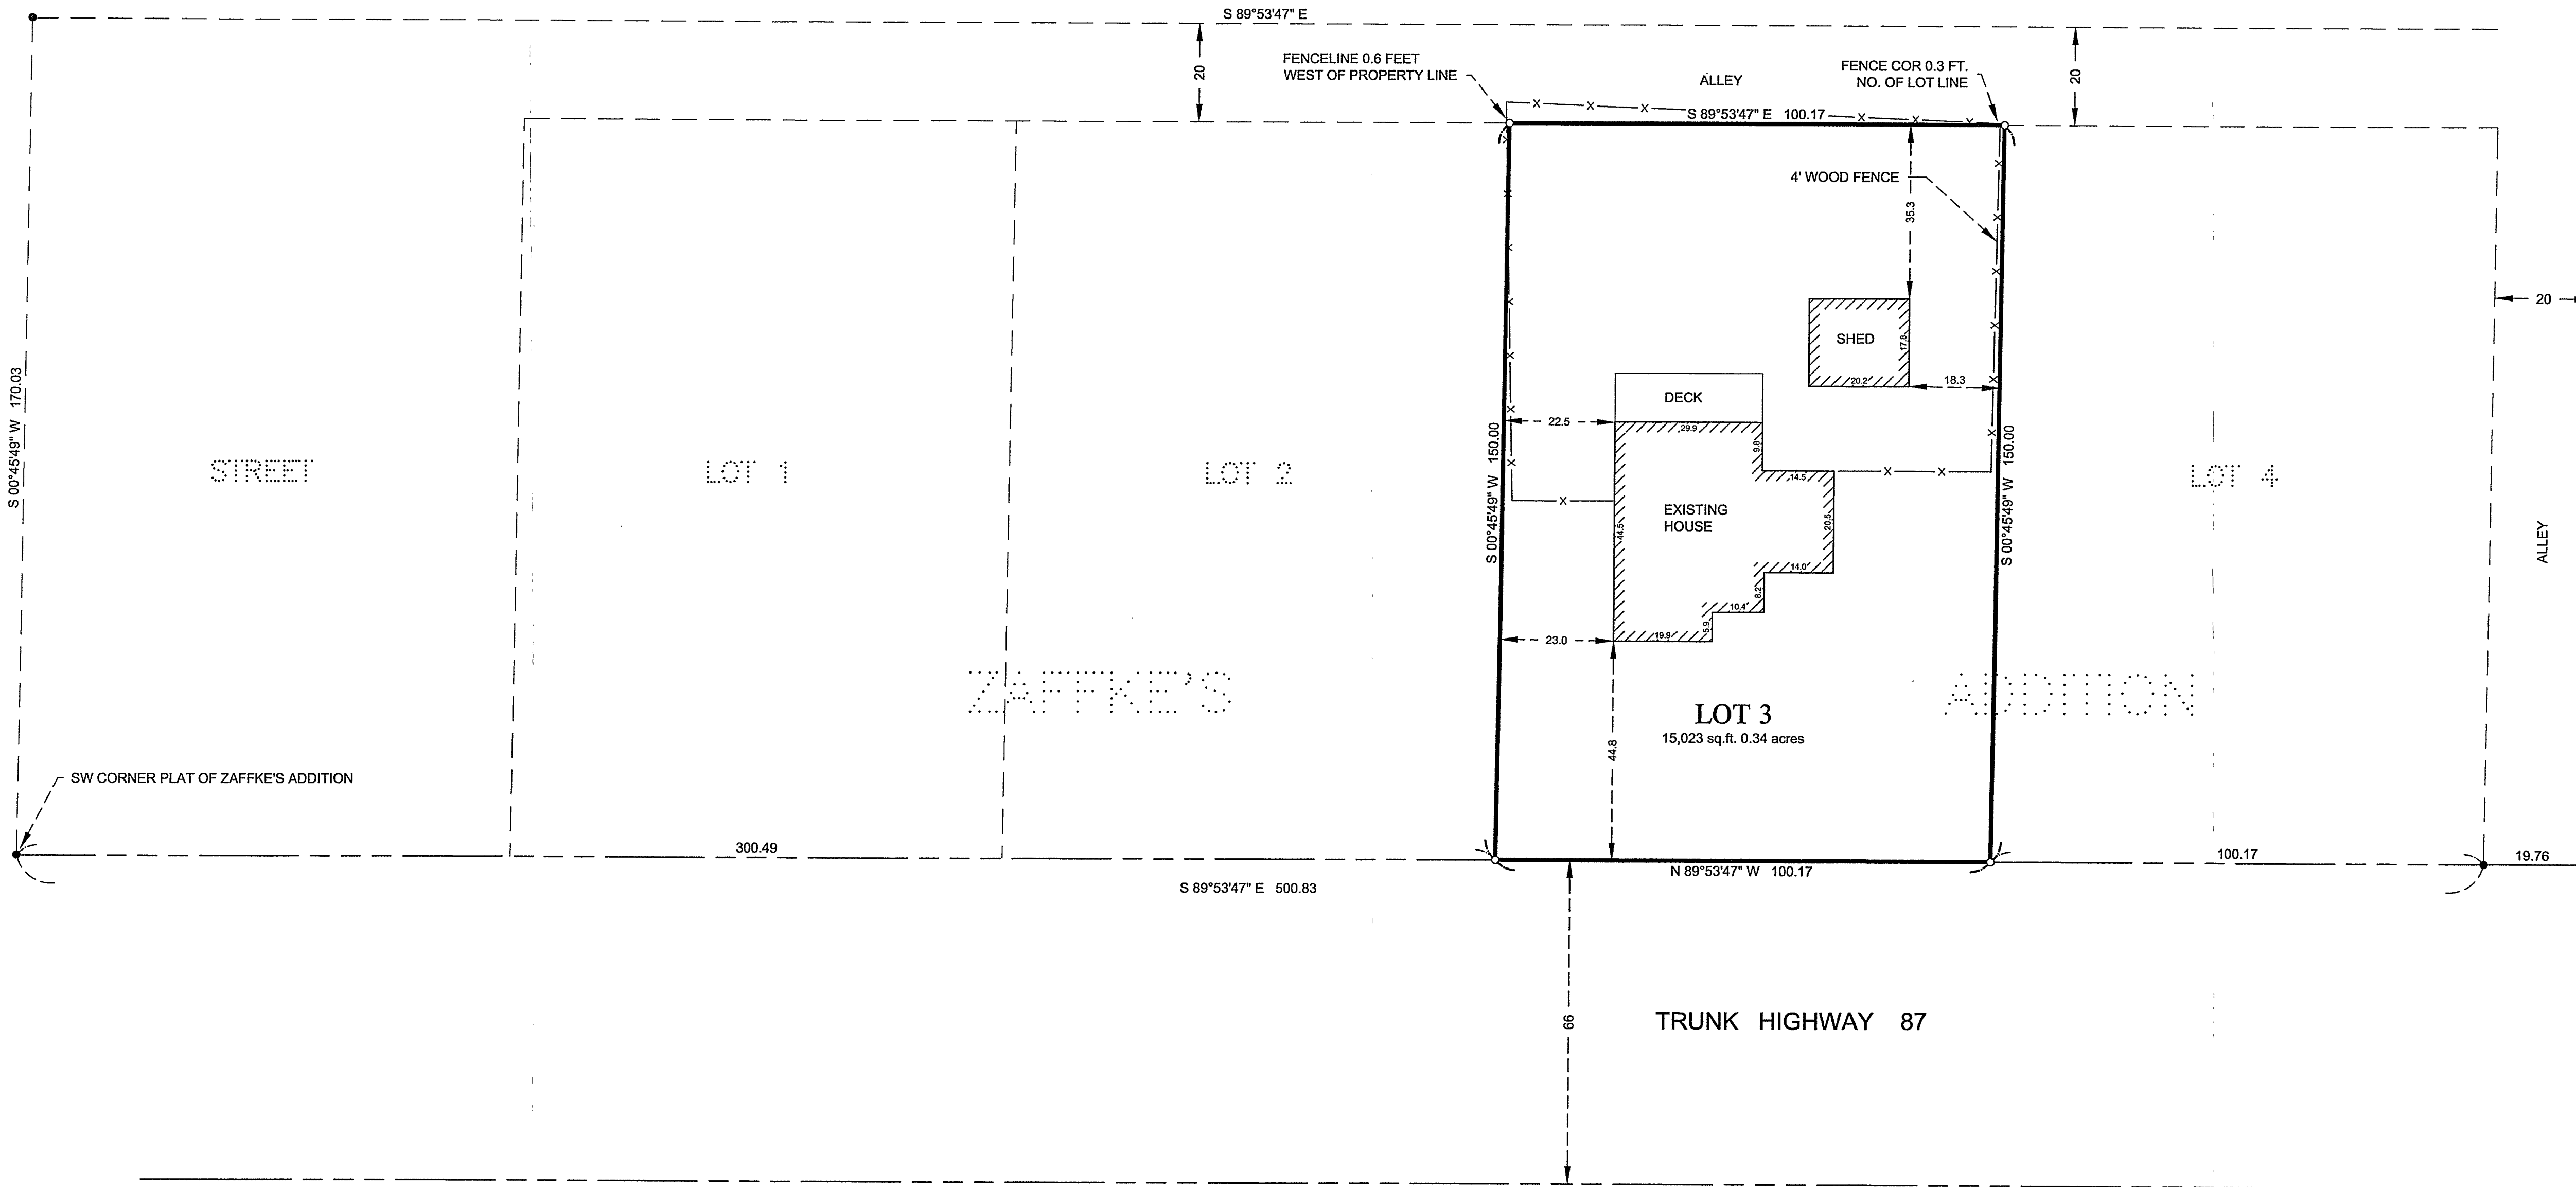 S 89°53'47" E
20
FENCELINE 0.6 FEET
WEST OF PROPERTY LINE
ALLEY
FENCE COR 0.3 FT.
NO. OF LOT LINE
20
S 89°53'47" E 100.17
4' WOOD FENCE
35.3
20
SHED
17.8
20.2
18.3
DECK
22.5
29.9
9.8
14.5
S 00°45'49" W 170.03
STREET
LOT 1
LOT 2
S 00°45'49" W 150.00
EXISTING
HOUSE
44.5
20.5
14.0
8.2
10.4
5.9
19.9
23.0
S 00°45'49" W 150.00
LOT 4
ALLEY
ZAFFKE'S
ADDITION
LOT 3
15,023 sq.ft. 0.34 acres
44.8
SW CORNER PLAT OF ZAFFKE'S ADDITION
300.49
100.17
19.76
N 89°53'47" W 100.17
S 89°53'47" E 500.83
66
TRUNK HIGHWAY 87